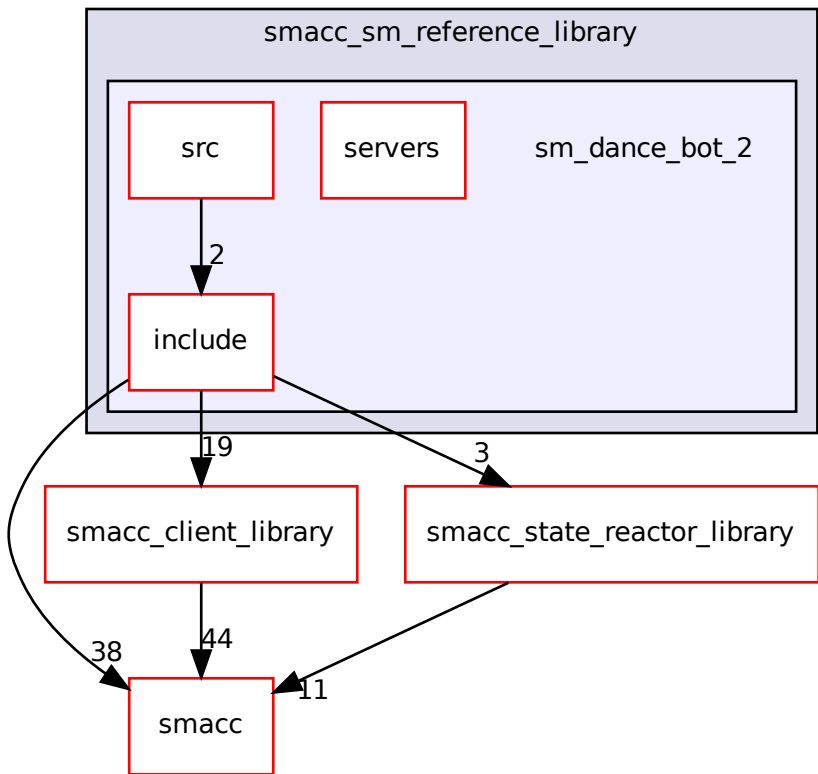 smacc_sm_reference_library
src
servers
sm_dance_bot_2
2
include
19
3
smacc_client_library
smacc_state_reactor_library
38
44
11
smacc